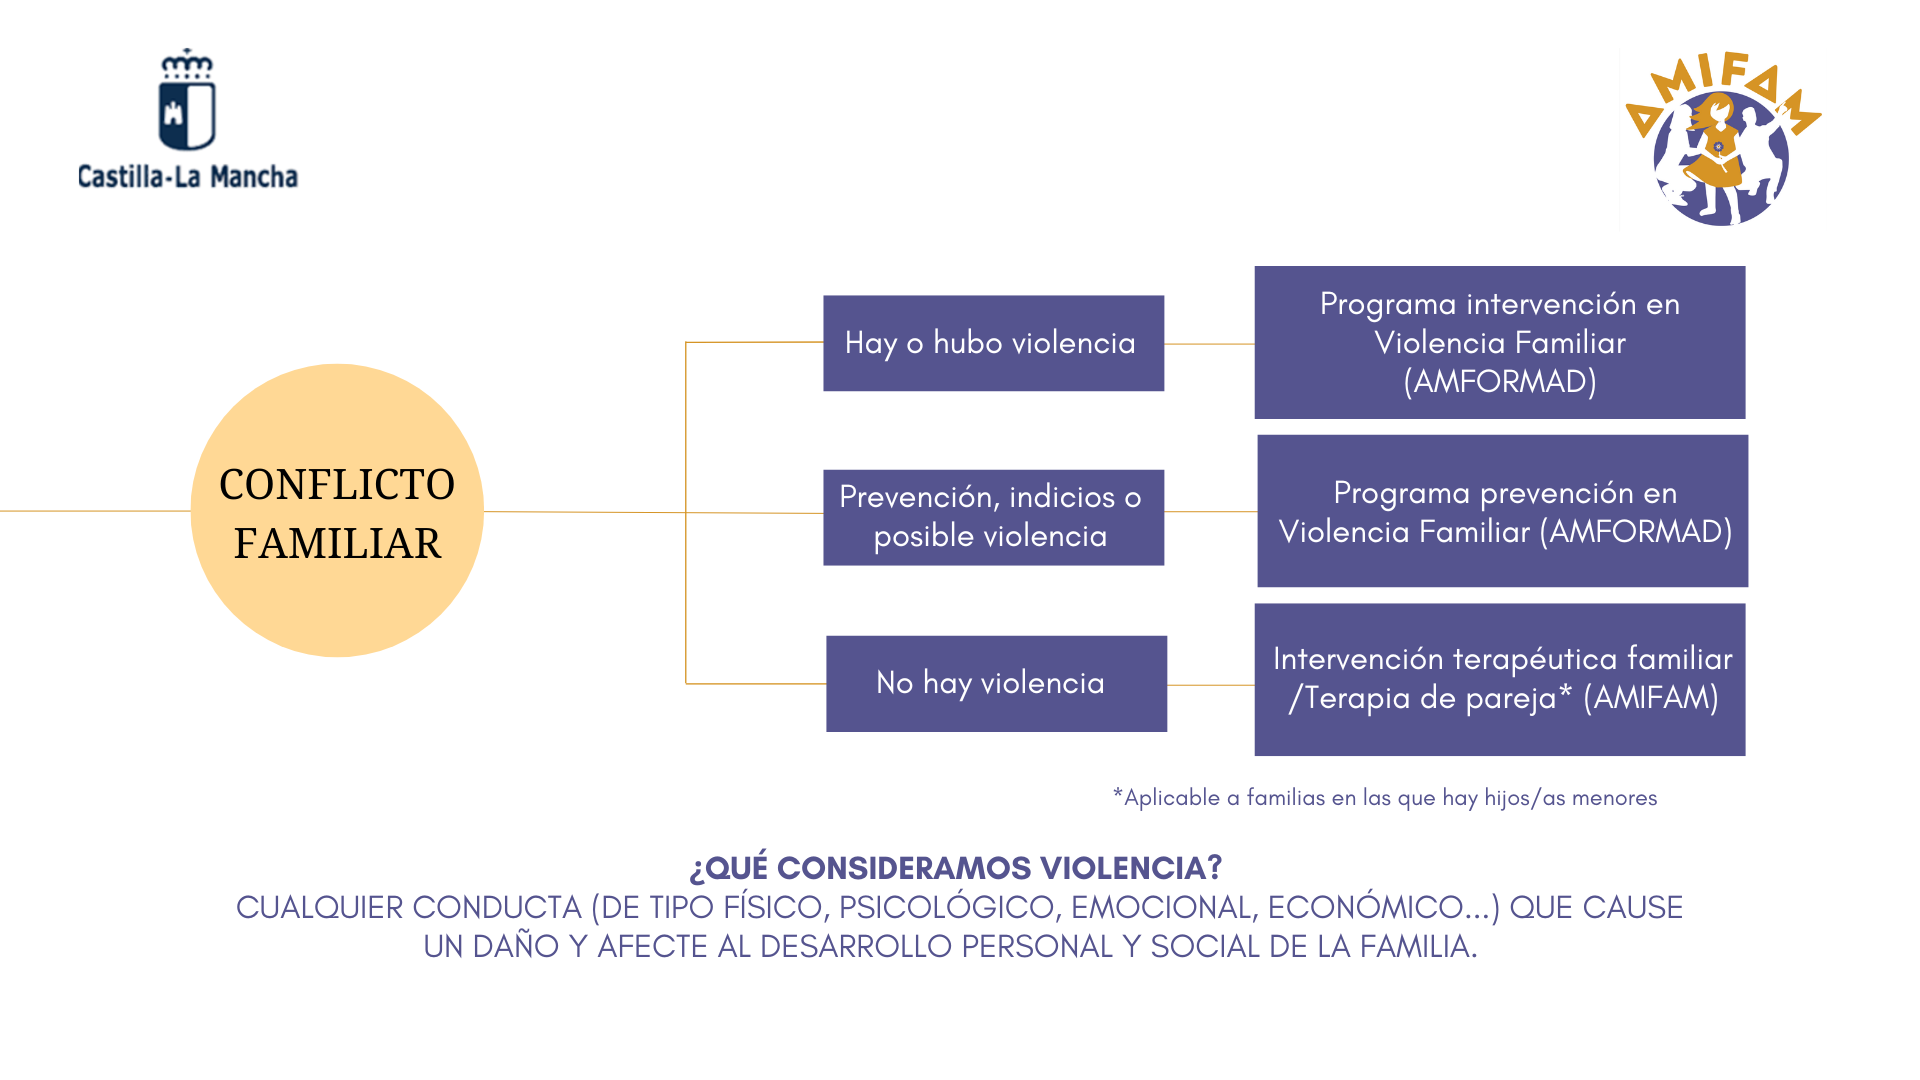 Castilla-La Mancha
AMIFAM
CONFLICTO
FAMILIAR
Hay o hubo violencia
Programa intervención en
Violencia Familiar
(AMFORMAD)
Prevención, indicios o
posible violencia
Programa prevención en
Violencia Familiar (AMFORMAD)
No hay violencia
Intervención terapéutica familiar
/Terapia de pareja* (AMIFAM)
*Aplicable a familias en las que hay hijos/as menores
¿QUÉ CONSIDERAMOS VIOLENCIA?
CUALQUIER CONDUCTA (DE TIPO FÍSICO, PSICOLÓGICO, EMOCIONAL, ECONÓMICO...) QUE CAUSE
UN DAÑO Y AFECTE AL DESARROLLO PERSONAL Y SOCIAL DE LA FAMILIA.